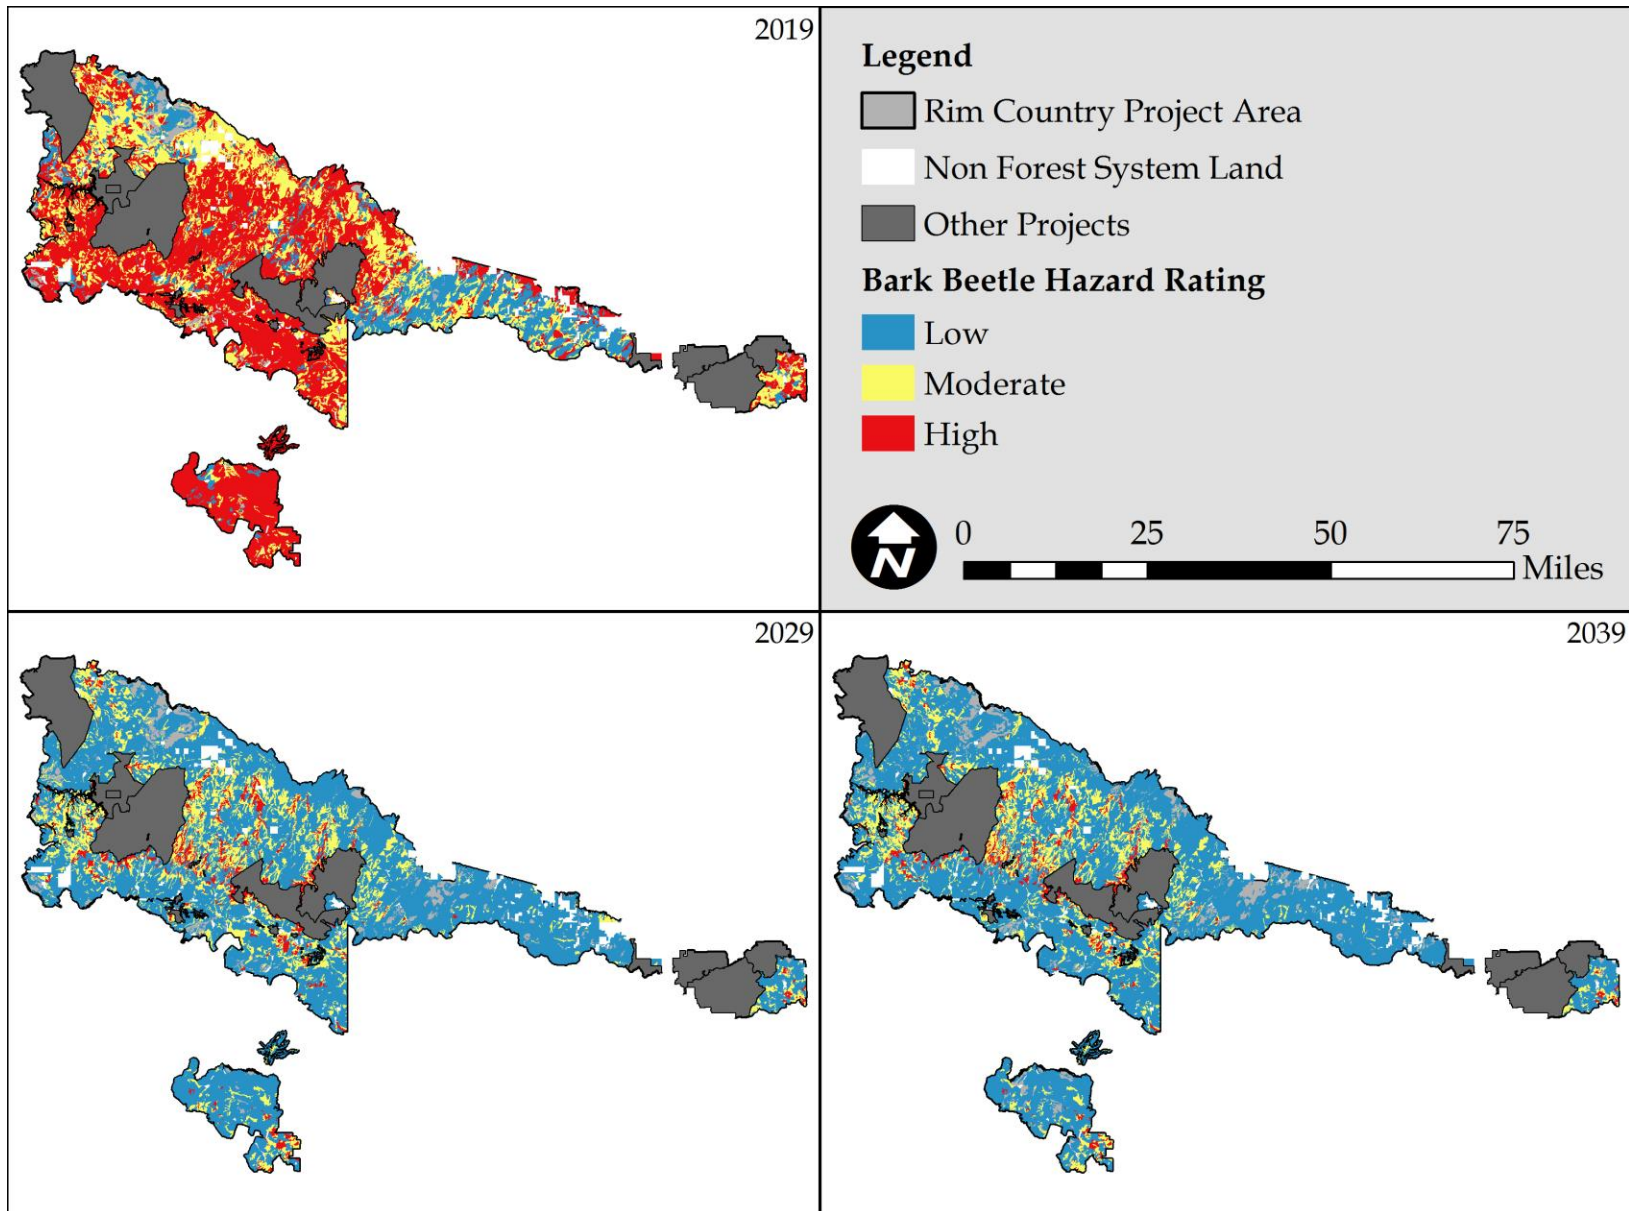 2019
Legend
Rim Country Project Area
Non Forest System Land
Other Projects
Bark Beetle Hazard Rating
Low
Moderate
High
N
0 25 50 75
Miles
2029
2039